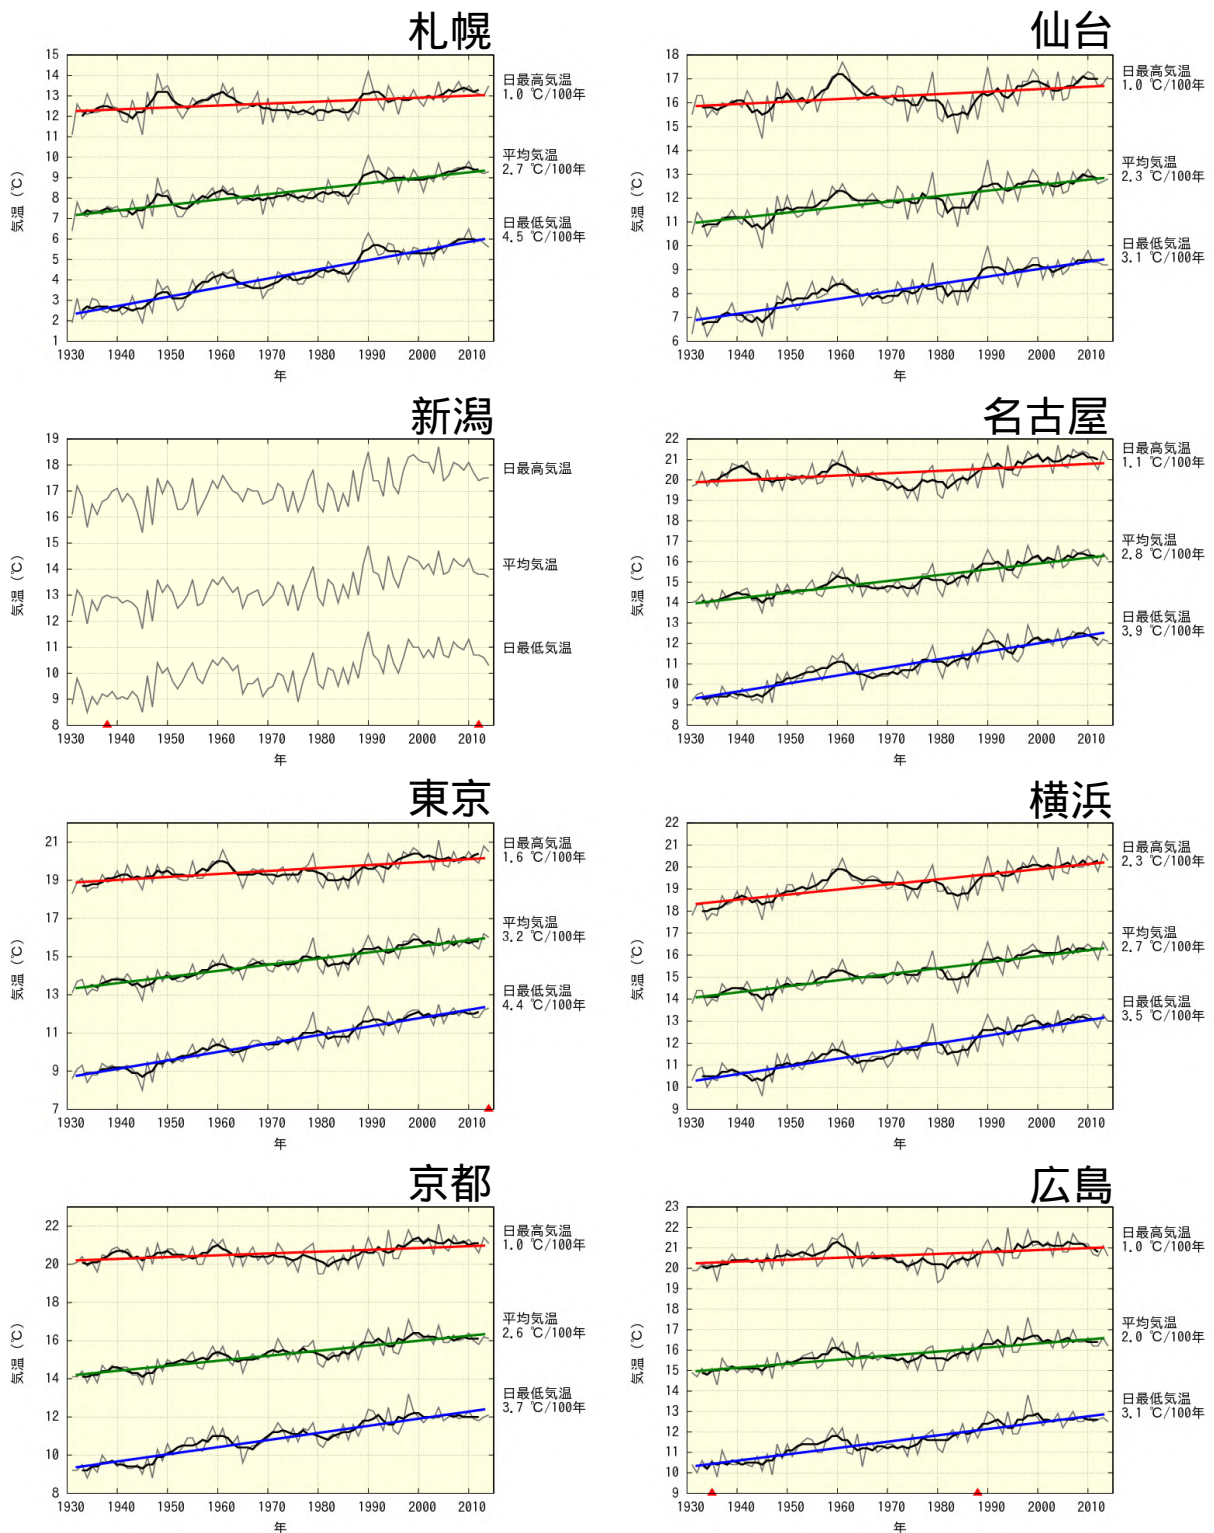 札幌
15
14
13
12
11
10
9
8
7
6
5
4
3
2
1
気温 (℃)
1930 1940 1950 1960 1970 1980 1990 2000 2010
年
日最高気温
1.0 ℃/100年
平均気温
2.7 ℃/100年
日最低気温
4.5 ℃/100年
仙台
18
17
16
15
14
13
12
11
10
9
8
7
6
気温 (℃)
1930 1940 1950 1960 1970 1980 1990 2000 2010
年
日最高気温
1.0 ℃/100年
平均気温
2.3 ℃/100年
日最低気温
3.1 ℃/100年
新潟
19
18
17
16
15
14
13
12
11
10
9
8
気温 (℃)
1930 1940 1950 1960 1970 1980 1990 2000 2010
年
日最高気温
平均気温
日最低気温
名古屋
22
21
20
19
18
17
16
15
14
13
12
11
10
9
8
気温 (℃)
1930 1940 1950 1960 1970 1980 1990 2000 2010
年
日最高気温
1.1 ℃/100年
平均気温
2.8 ℃/100年
日最低気温
3.9 ℃/100年
東京
21
19
17
15
13
11
9
7
気温 (℃)
1930 1940 1950 1960 1970 1980 1990 2000 2010
年
日最高気温
1.6 ℃/100年
平均気温
3.2 ℃/100年
日最低気温
4.4 ℃/100年
横浜
22
21
20
19
18
17
16
15
14
13
12
11
10
9
気温 (℃)
1930 1940 1950 1960 1970 1980 1990 2000 2010
年
日最高気温
2.3 ℃/100年
平均気温
2.7 ℃/100年
日最低気温
3.5 ℃/100年
京都
22
20
18
16
14
12
10
8
気温 (℃)
1930 1940 1950 1960 1970 1980 1990 2000 2010
年
日最高気温
1.0 ℃/100年
平均気温
2.6 ℃/100年
日最低気温
3.7 ℃/100年
広島
23
22
21
20
19
18
17
16
15
14
13
12
11
10
9
気温 (℃)
1930 1940 1950 1960 1970 1980 1990 2000 2010
年
日最高気温
1.0 ℃/100年
平均気温
2.0 ℃/100年
日最低気温
3.1 ℃/100年